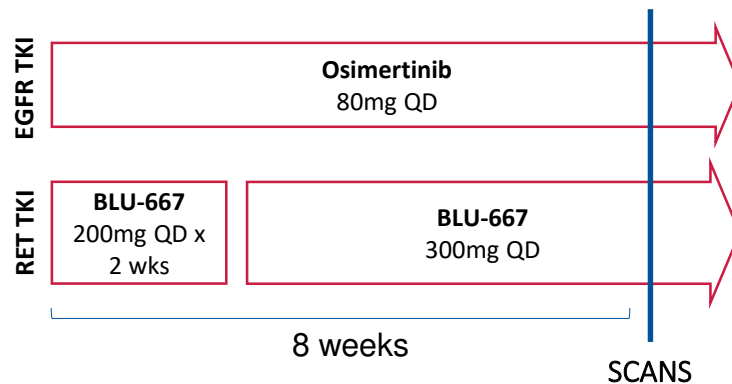 EGFR TKI
Osimertinib
80mg QD
RET TKI
BLU-667
200mg QD x
2 wks
BLU-667
300mg QD
8 weeks
SCANS